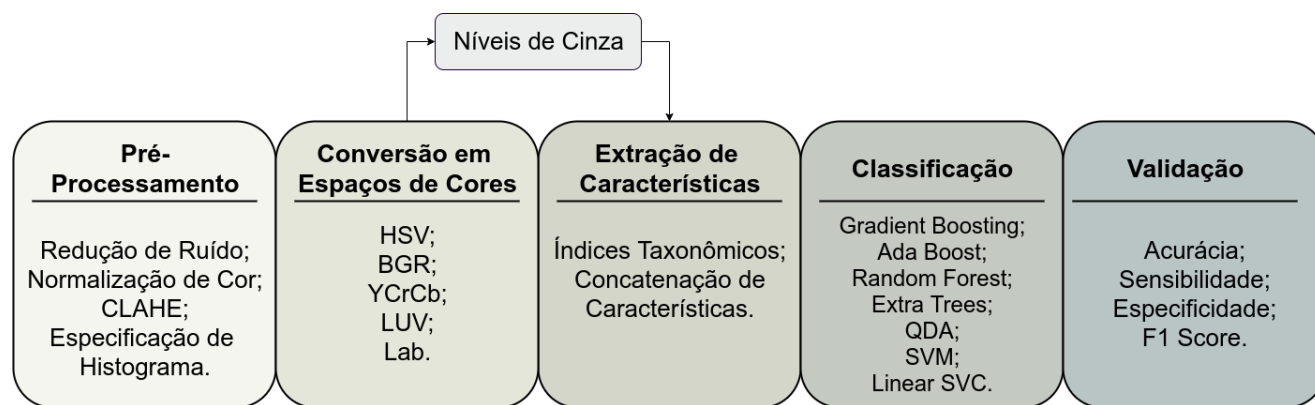 Níveis de Cinza
Pré-
Processamento
Redução de Ruído;
Normalização de Cor;
CLAHE;
Especificação de
Histograma.
Conversão em
Espaços de Cores
HSV;
BGR;
YCrCb;
LUV;
Lab.
Extração de
Características
Índices Taxonômicos;
Concatenação de
Características.
Classificação
Gradient Boosting;
Ada Boost;
Random Forest;
Extra Trees;
QDA;
SVM;
Linear SVC.
Validação
Acurácia;
Sensibilidade;
Especificidade;
F1 Score.